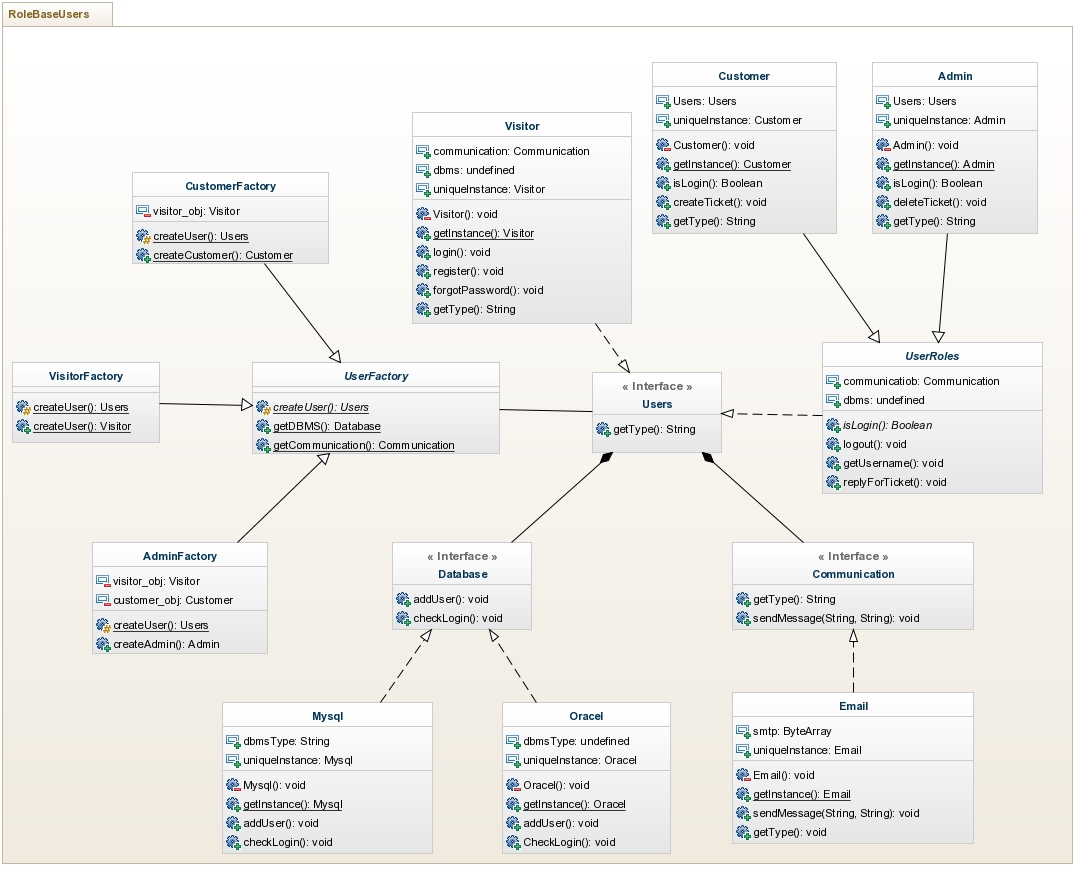 RoleBaseUsers
Customer
Users: Users
uniqueInstance: Customer
Customer(): void
getInstance(): Customer
isLogin(): Boolean
createTicket(): void
getType(): String
Admin
Users: Users
uniqueInstance: Admin
Admin(): void
getInstance(): Admin
isLogin(): Boolean
deleteTicket(): void
getType(): String
Visitor
communication: Communication
dbms: undefined
uniqueInstance: Visitor
Visitor(): void
getInstance(): Visitor
login(): void
register(): void
forgotPassword(): void
getType(): String
CustomerFactory
visitor_obj: Visitor
createUser(): Users
createCustomer(): Customer
VisitorFactory
createUser(): Users
createUser(): Visitor
UserFactory
createUser(): Users
getDBMS(): Database
getCommunication(): Communication
« Interface »
Users
getType(): String
UserRoles
communicatiob: Communication
dbms: undefined
isLogin(): Boolean
logout(): void
getUsername(): void
replyForTicket(): void
AdminFactory
visitor_obj: Visitor
customer_obj: Customer
createUser(): Users
createAdmin(): Admin
« Interface »
Database
addUser(): void
checkLogin(): void
« Interface »
Communication
getType(): String
sendMessage(String, String): void
Mysql
dbmsType: String
uniqueInstance: Mysql
Mysql(): void
getInstance(): Mysql
addUser(): void
checkLogin(): void
Oracel
dbmsType: undefined
uniqueInstance: Oracel
Oracel(): void
getInstance(): Oracel
addUser(): void
CheckLogin(): void
Email
smtp: ByteArray
uniqueInstance: Email
Email(): void
getInstance(): Email
sendMessage(String, String): void
getType(): void